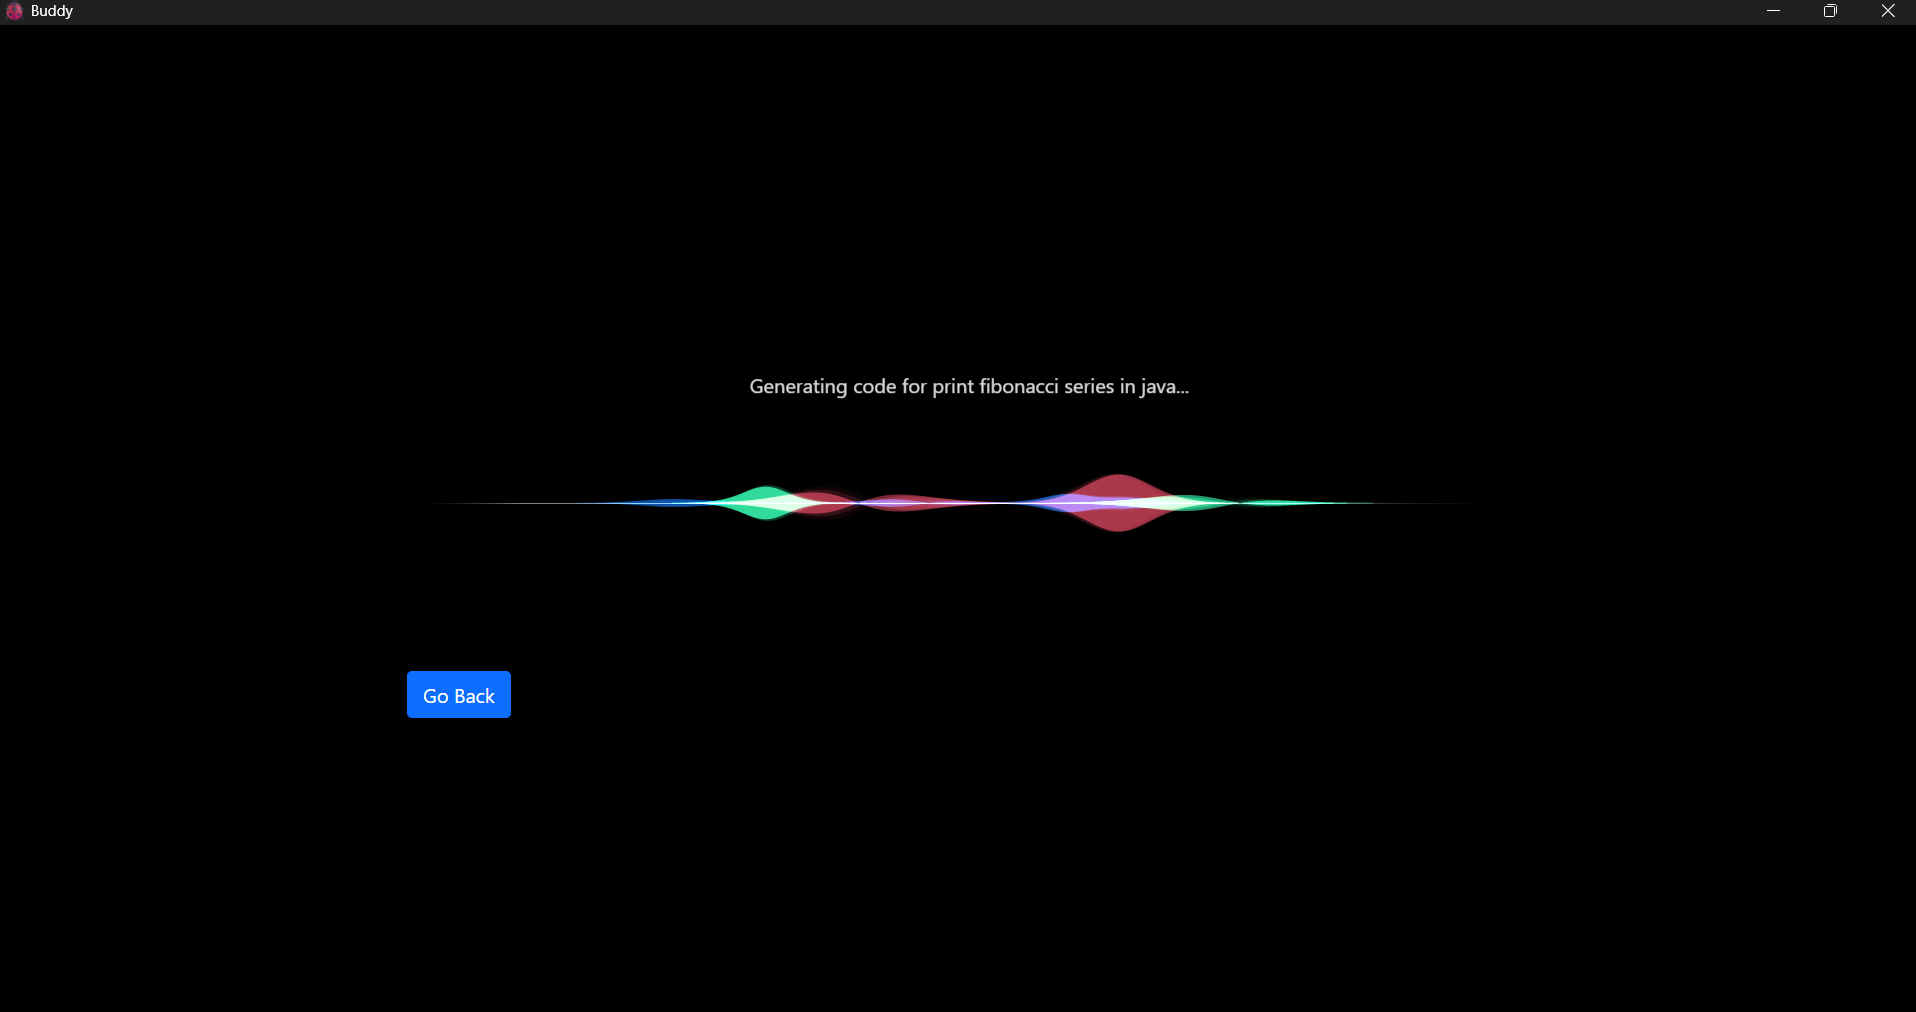 Buddy
Generating code for print fibonacci series in java...
Go Back